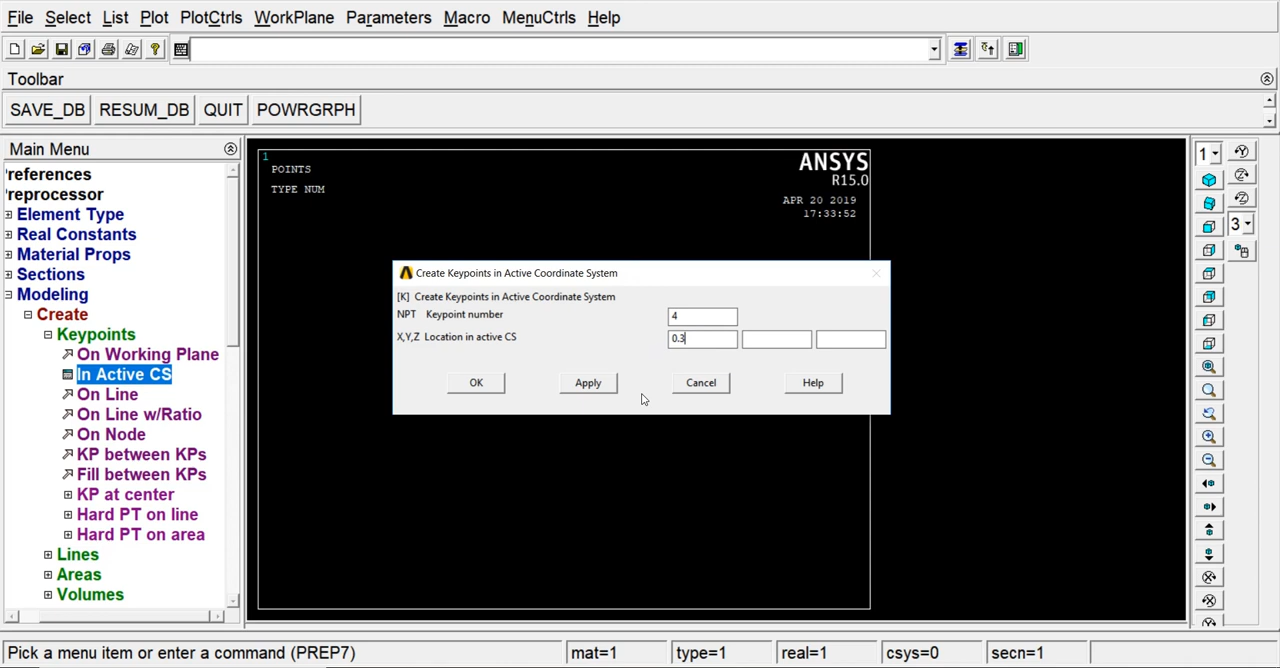 File Select List Plot PlotCtrls WorkPlane Parameters Macro MenuCtrls Help
Toolbar
SAVE_DB RESUM_DB QUIT POWRGRPH
Main Menu
references
reprocessor
Element Type
Real Constants
Material Props
Sections
Modeling
Create
Keypoints
On Working Plane
In Active CS
On Line
On Line w/Ratio
On Node
KP between KPs
Fill between KPs
KP at center
Hard PT on line
Hard PT on area
Lines
Areas
Volumes
1
POINTS
TYPE NUM
ANSYS
R15.0
APR 20 2019
17:33:52
Create Keypoints in Active Coordinate System
[K] Create Keypoints in Active Coordinate System
NPT Keypoint number 4
X,Y,Z Location in active CS 0.3
OK Apply Cancel Help
1
3
Pick a menu item or enter a command (PREP7) mat=1 type=1 real=1 csys=0 secn=1